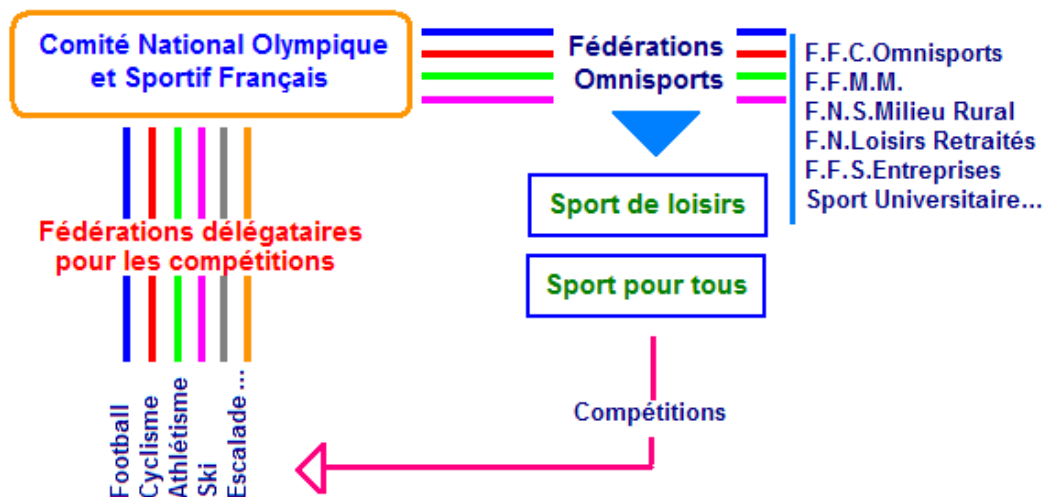 Comité National Olympique
et Sportif Français
Fédérations
Omnisports
F.F.C.Omnisports
F.F.M.M.
F.N.S.Milieu Rural
F.N.Loisirs Retraités
F.F.S.Entreprises
Sport Universitaire...
Sport de loisirs
Sport pour tous
Fédérations délégataires
pour les compétitions
Compétitions
Football
Cyclisme
Athlétisme
Ski
Escalade ...